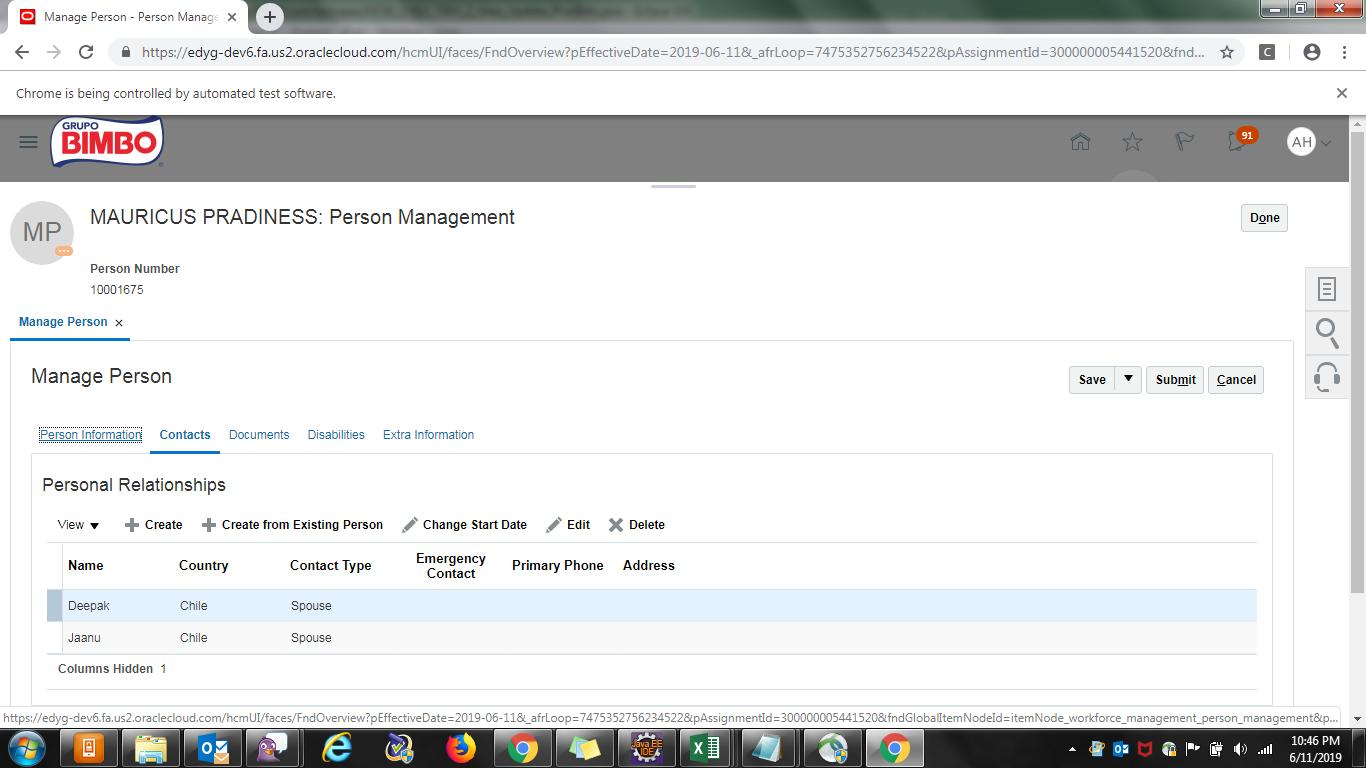 Manage Person - Person Manage
https://edyg-dev6.fa.us2.oraclecloud.com/hcmUI/faces/FndOverview?pEffectiveDate=2019-06-11&_afrLoop=7475352756234522&pAssignmentId=300000005441520&fnd...
C
Chrome is being controlled by automated test software.
GRUPO
BIMBO
91
AH
MP
MAURICUS PRADINESS: Person Management
Done
Person Number
10001675
Manage Person
Manage Person
Save Submit Cancel
Person Information Contacts Documents Disabilities Extra Information
Personal Relationships
View Create Create from Existing Person Change Start Date Edit Delete
Name Country Contact Type Emergency Contact Primary Phone Address
Deepak Chile Spouse
Jaanu Chile Spouse
Columns Hidden 1
https://edyg-dev6.fa.us2.oraclecloud.com/hcmUI/faces/FndOverview?pEffectiveDate=2019-06-11&_afrLoop=7475352756234522&pAssignmentId=300000005441520&fndGlobalItemNodeId=itemNode_workforce_management_person_management&p...
Java EE
IDE
10:46 PM
6/11/2019